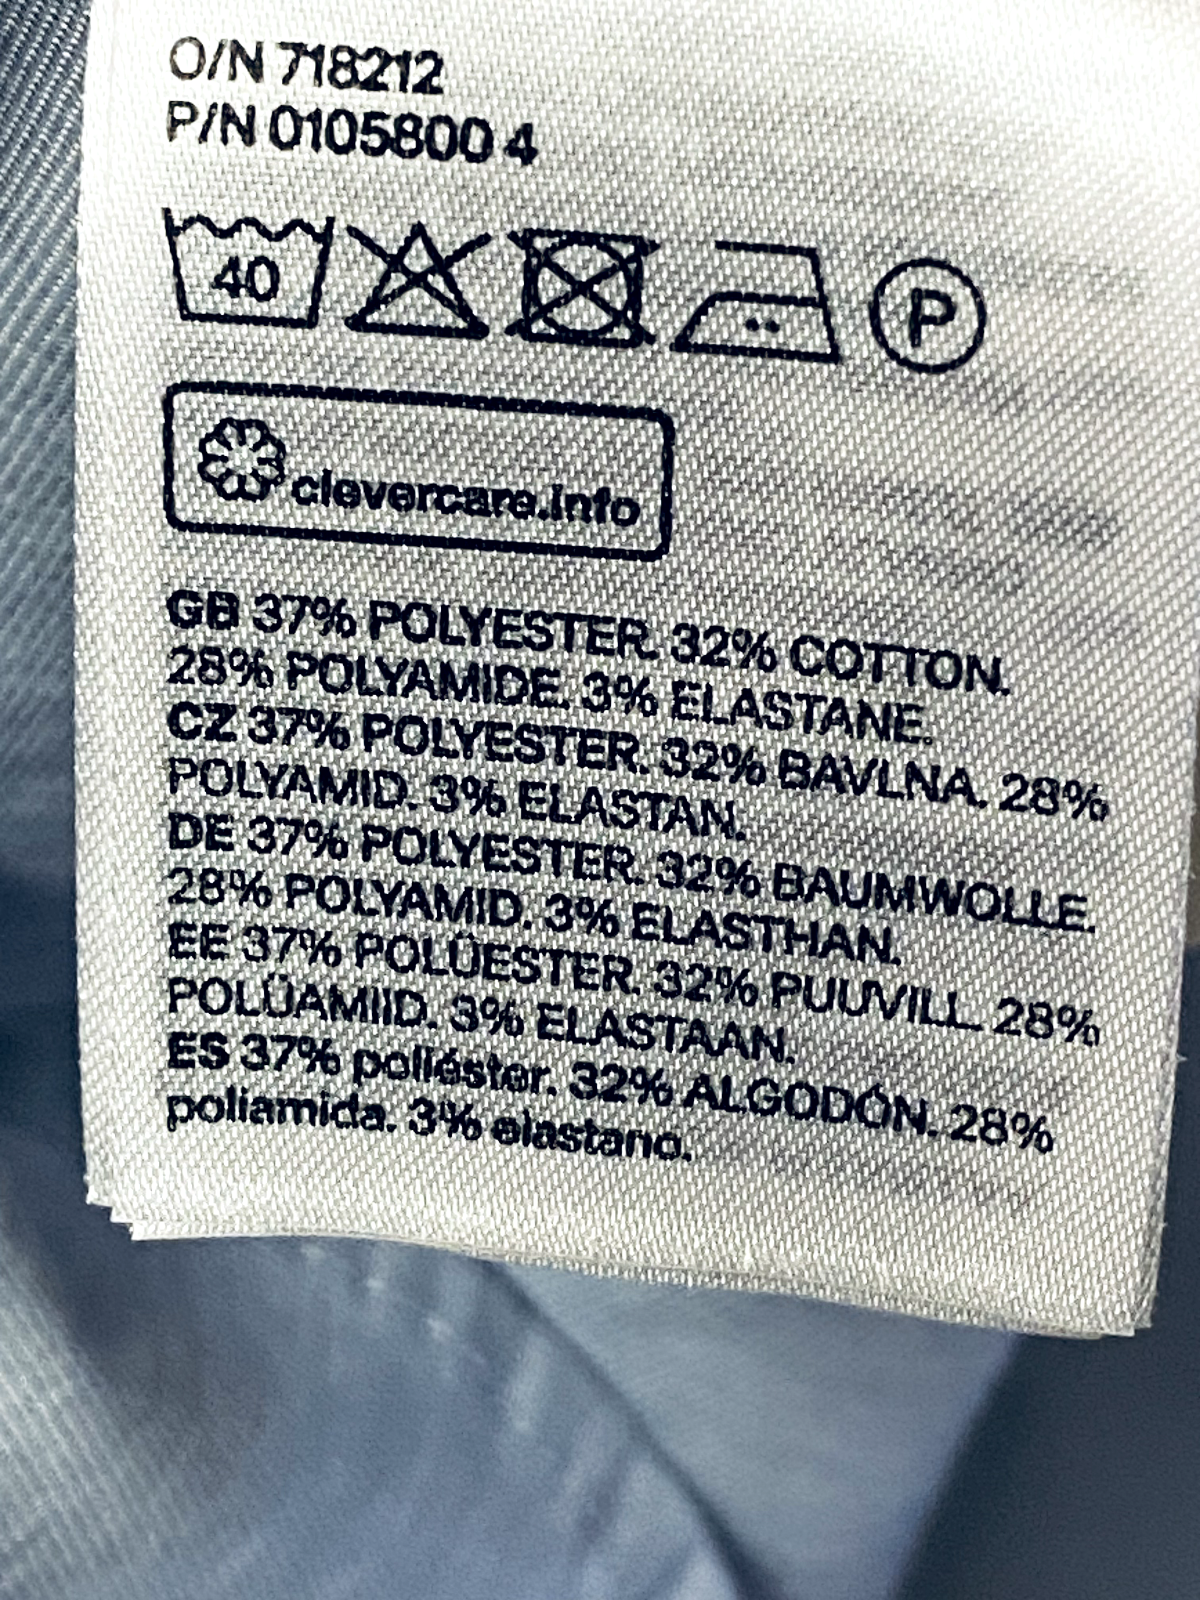 O/N 718212
P/N 0105800 4
40
P
clevercare.info
GB 37% POLYESTER. 32% COTTON.
28% POLYAMIDE. 3% ELASTANE.
CZ 37% POLYESTER. 32% BAVLNA. 28%
POLYAMID. 3% ELASTAN.
DE 37% POLYESTER. 32% BAUMWOLLE.
28% POLYAMID. 3% ELASTHAN.
EE 37% POLÜESTER. 32% PUUVILL. 28%
POLÜAMIID. 3% ELASTAAN.
ES 37% poliéster. 32% ALGODÓN. 28%
poliamida. 3% elastano.